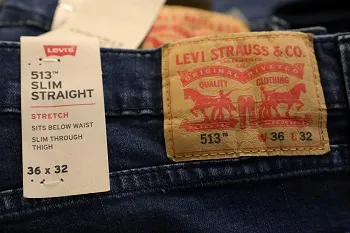 Levi's
513™
SLIM
STRAIGHT
STRETCH
SITS BELOW WAIST
SLIM THROUGH
THIGH
36 x 32
LEVI STRAUSS & CO.
ORIGINAL RIVETED
QUALITY CLOTHING
513™ W 36 L 32